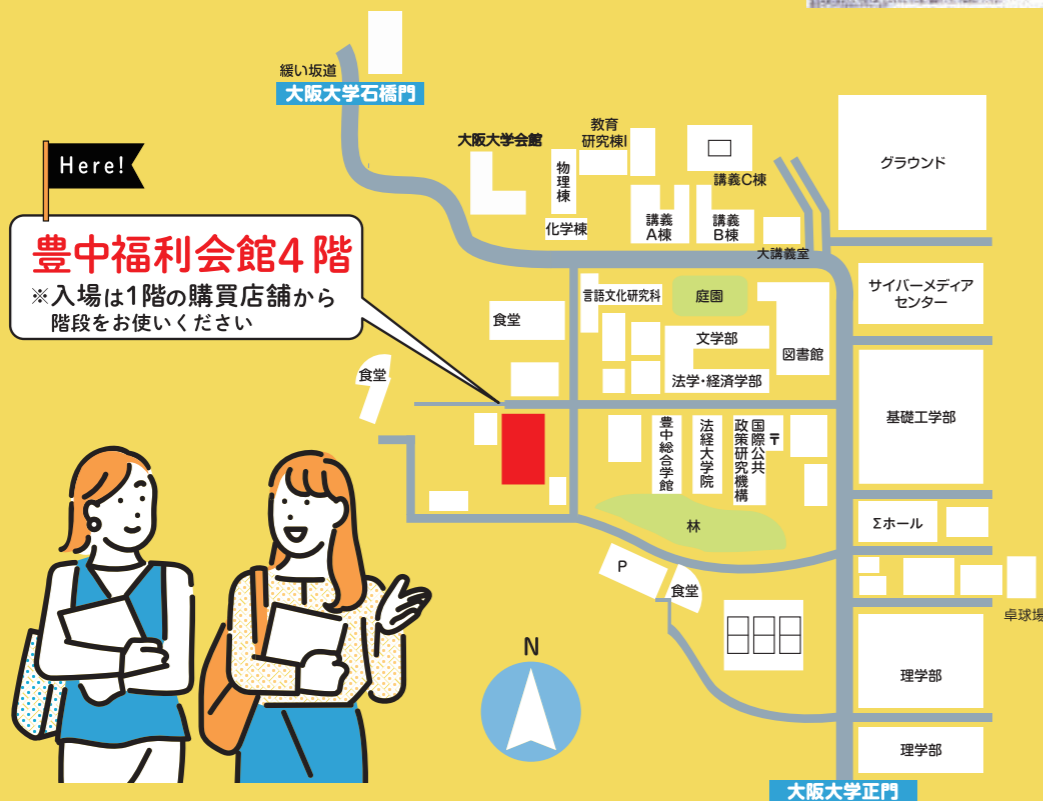 緩い坂道
大阪大学石橋門
Here!
豊中福利会館4階
※入場は1階の購買店舗から
階段をお使いください
大阪大学会館
物理棟
化学棟
教育
研究棟I
講義
A棟
講義
B棟
講義C棟
大講義室
グラウンド
サイバーメディア
センター
言語文化研究科
庭園
食堂
文学部
図書館
法学・経済学部
食堂
基礎工学部
豊中総合学館
法経大学院
国際公共
政策研究機構
〒
林
Σホール
P
食堂
卓球場
理学部
N
理学部
大阪大学正門